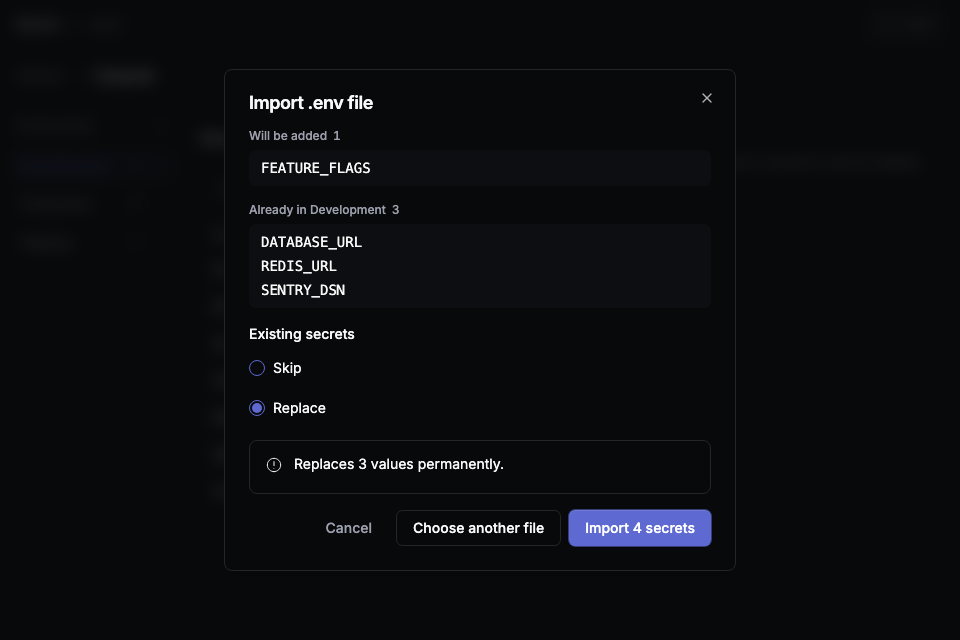 Import .env file
Will be added 1
FEATURE_FLAGS
Already in Development 3
DATABASE_URL
REDIS_URL
SENTRY_DSN
Existing secrets
Skip
Replace
Replaces 3 values permanently.
Cancel
Choose another file
Import 4 secrets